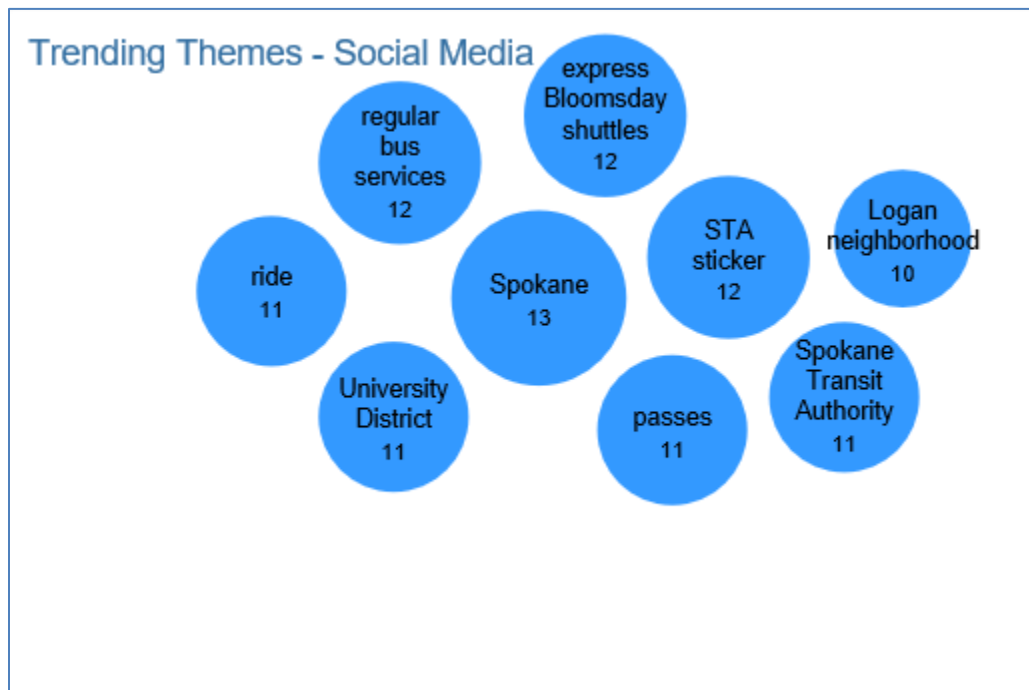 Trending Themes - Social Media
express
Bloomsday
shuttles
12
regular
bus
services
12
STA
sticker
12
Logan
neighborhood
10
ride
11
Spokane
13
University
District
11
passes
11
Spokane
Transit
Authority
11